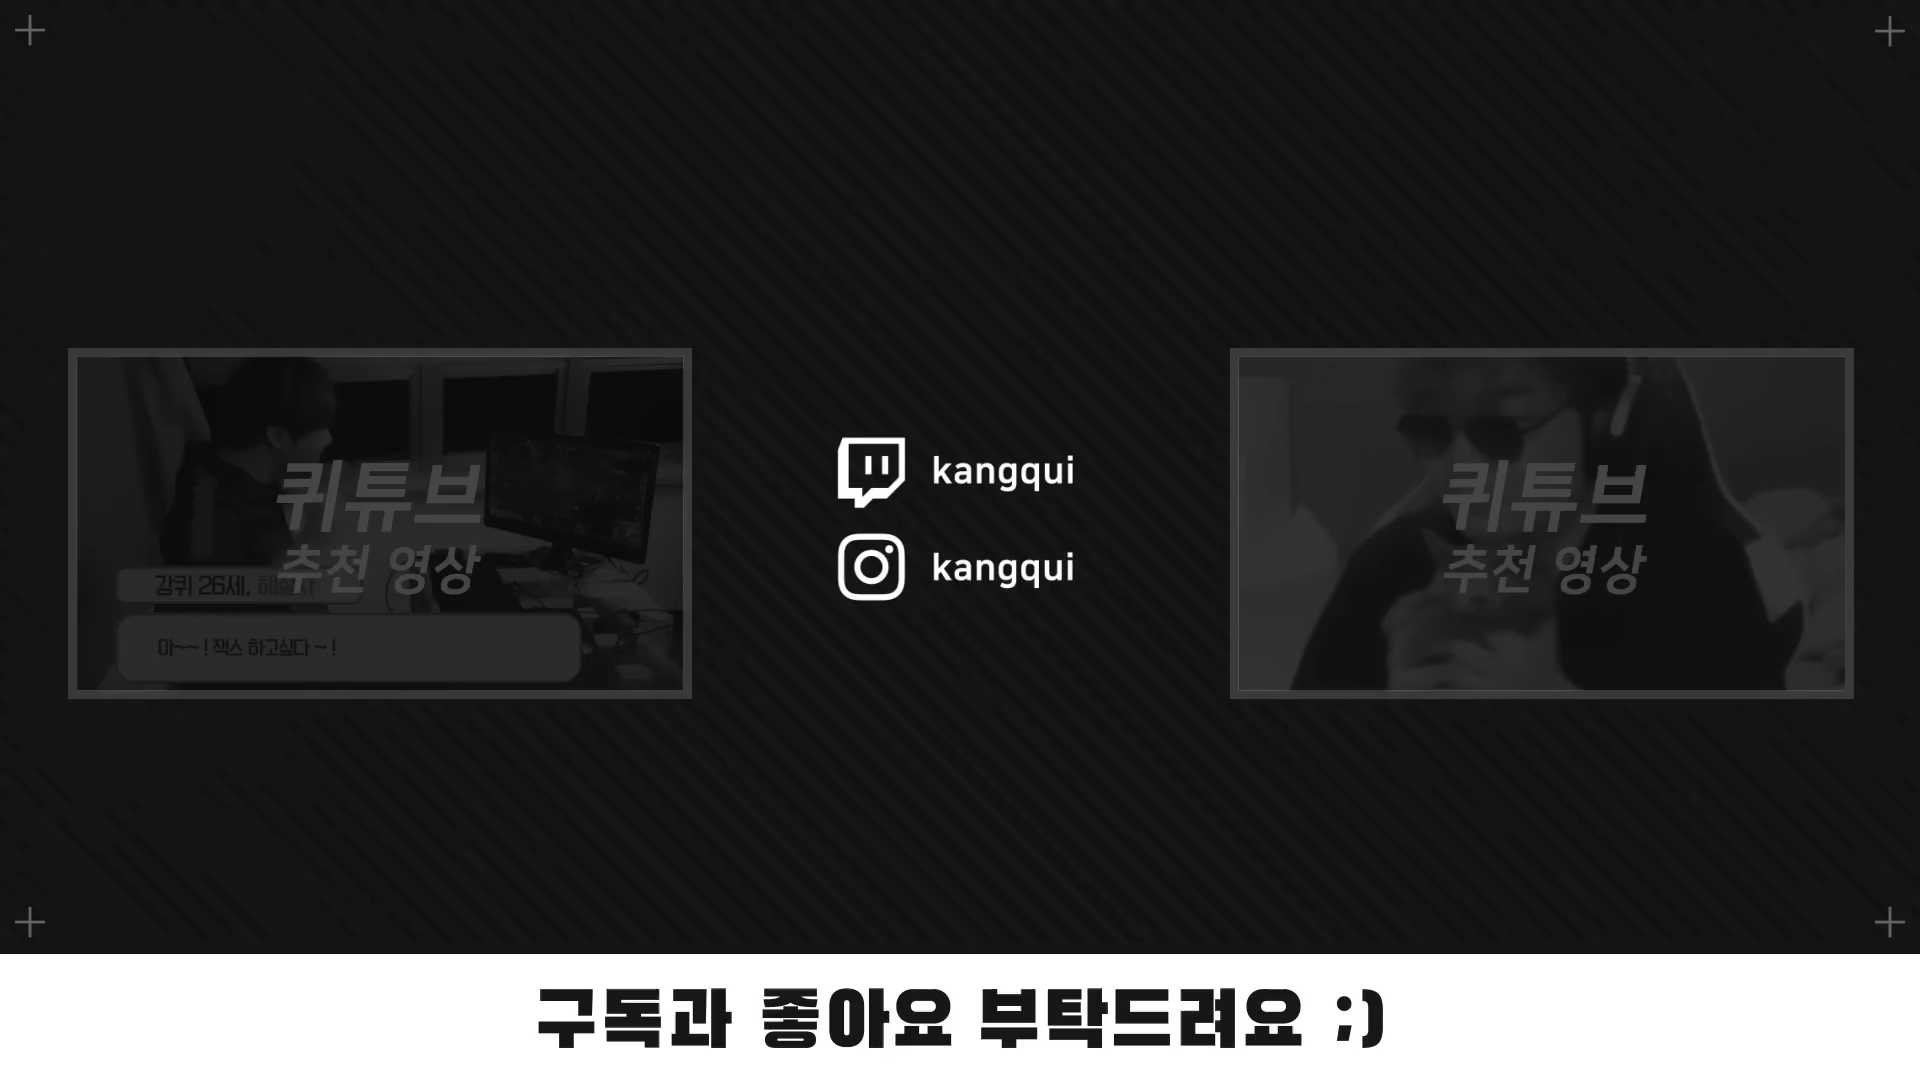 퀴튜브
추천 영상
강퀴 26세,
아~~ ! 잭스 하고싶다 ~ !
kangqui
kangqui
퀴튜브
추천 영상
구독과 좋아요 부탁드려요 ;)